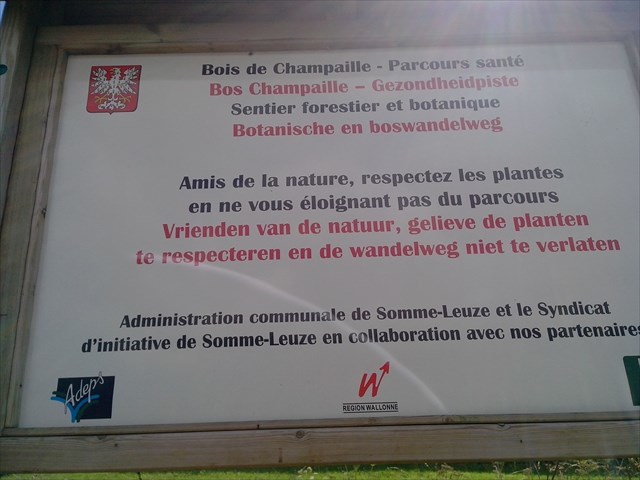 Bois de Champaille - Parcours santé
Bos Champaille – Gezondheidpiste
Sentier forestier et botanique
Botanische en boswandelweg
Amis de la nature, respectez les plantes
en ne vous éloignant pas du parcours
Vrienden van de natuur, gelieve de planten
te respecteren en de wandelweg niet te verlaten
Administration communale de Somme-Leuze et le Syndicat
d'initiative de Somme-Leuze en collaboration avec nos partenaires
Adeps
W
REGION WALLONNE